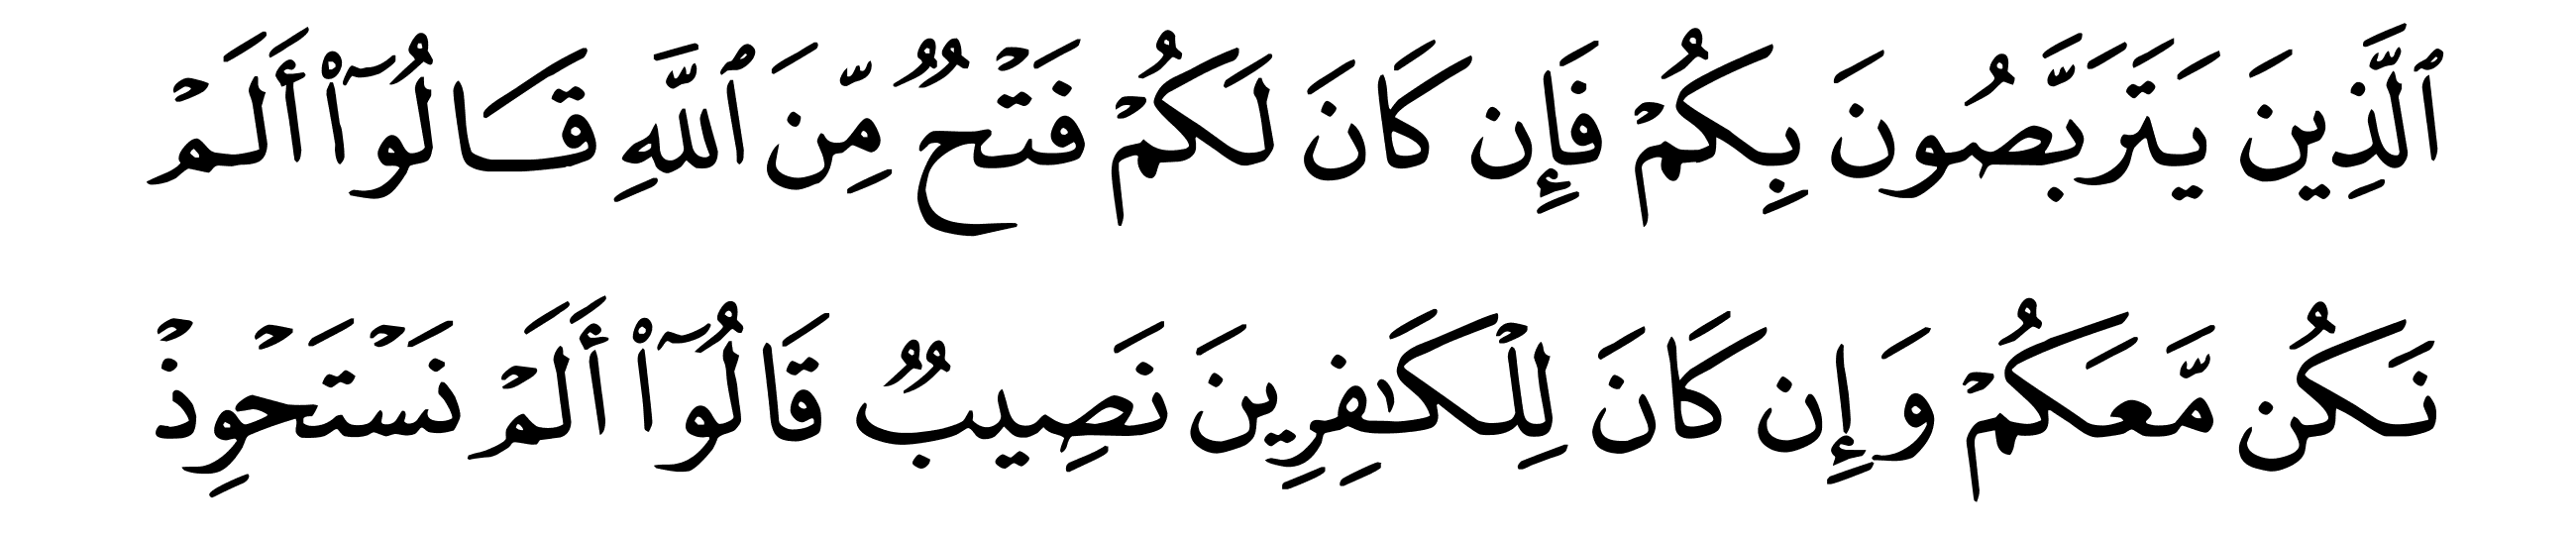 ٱلَّذِينَ يَتَرَبَّصُونَ بِكُمْ فَإِن كَانَ لَكُمْ فَتْحٌ مِّنَ ٱللَّهِ قَالُوٓا۟ أَلَمْ
نَكُن مَّعَكُمْ وَإِن كَانَ لِلْكَـٰفِرِينَ نَصِيبٌ قَالُوٓا۟ أَلَمْ نَسْتَحْوِذْ